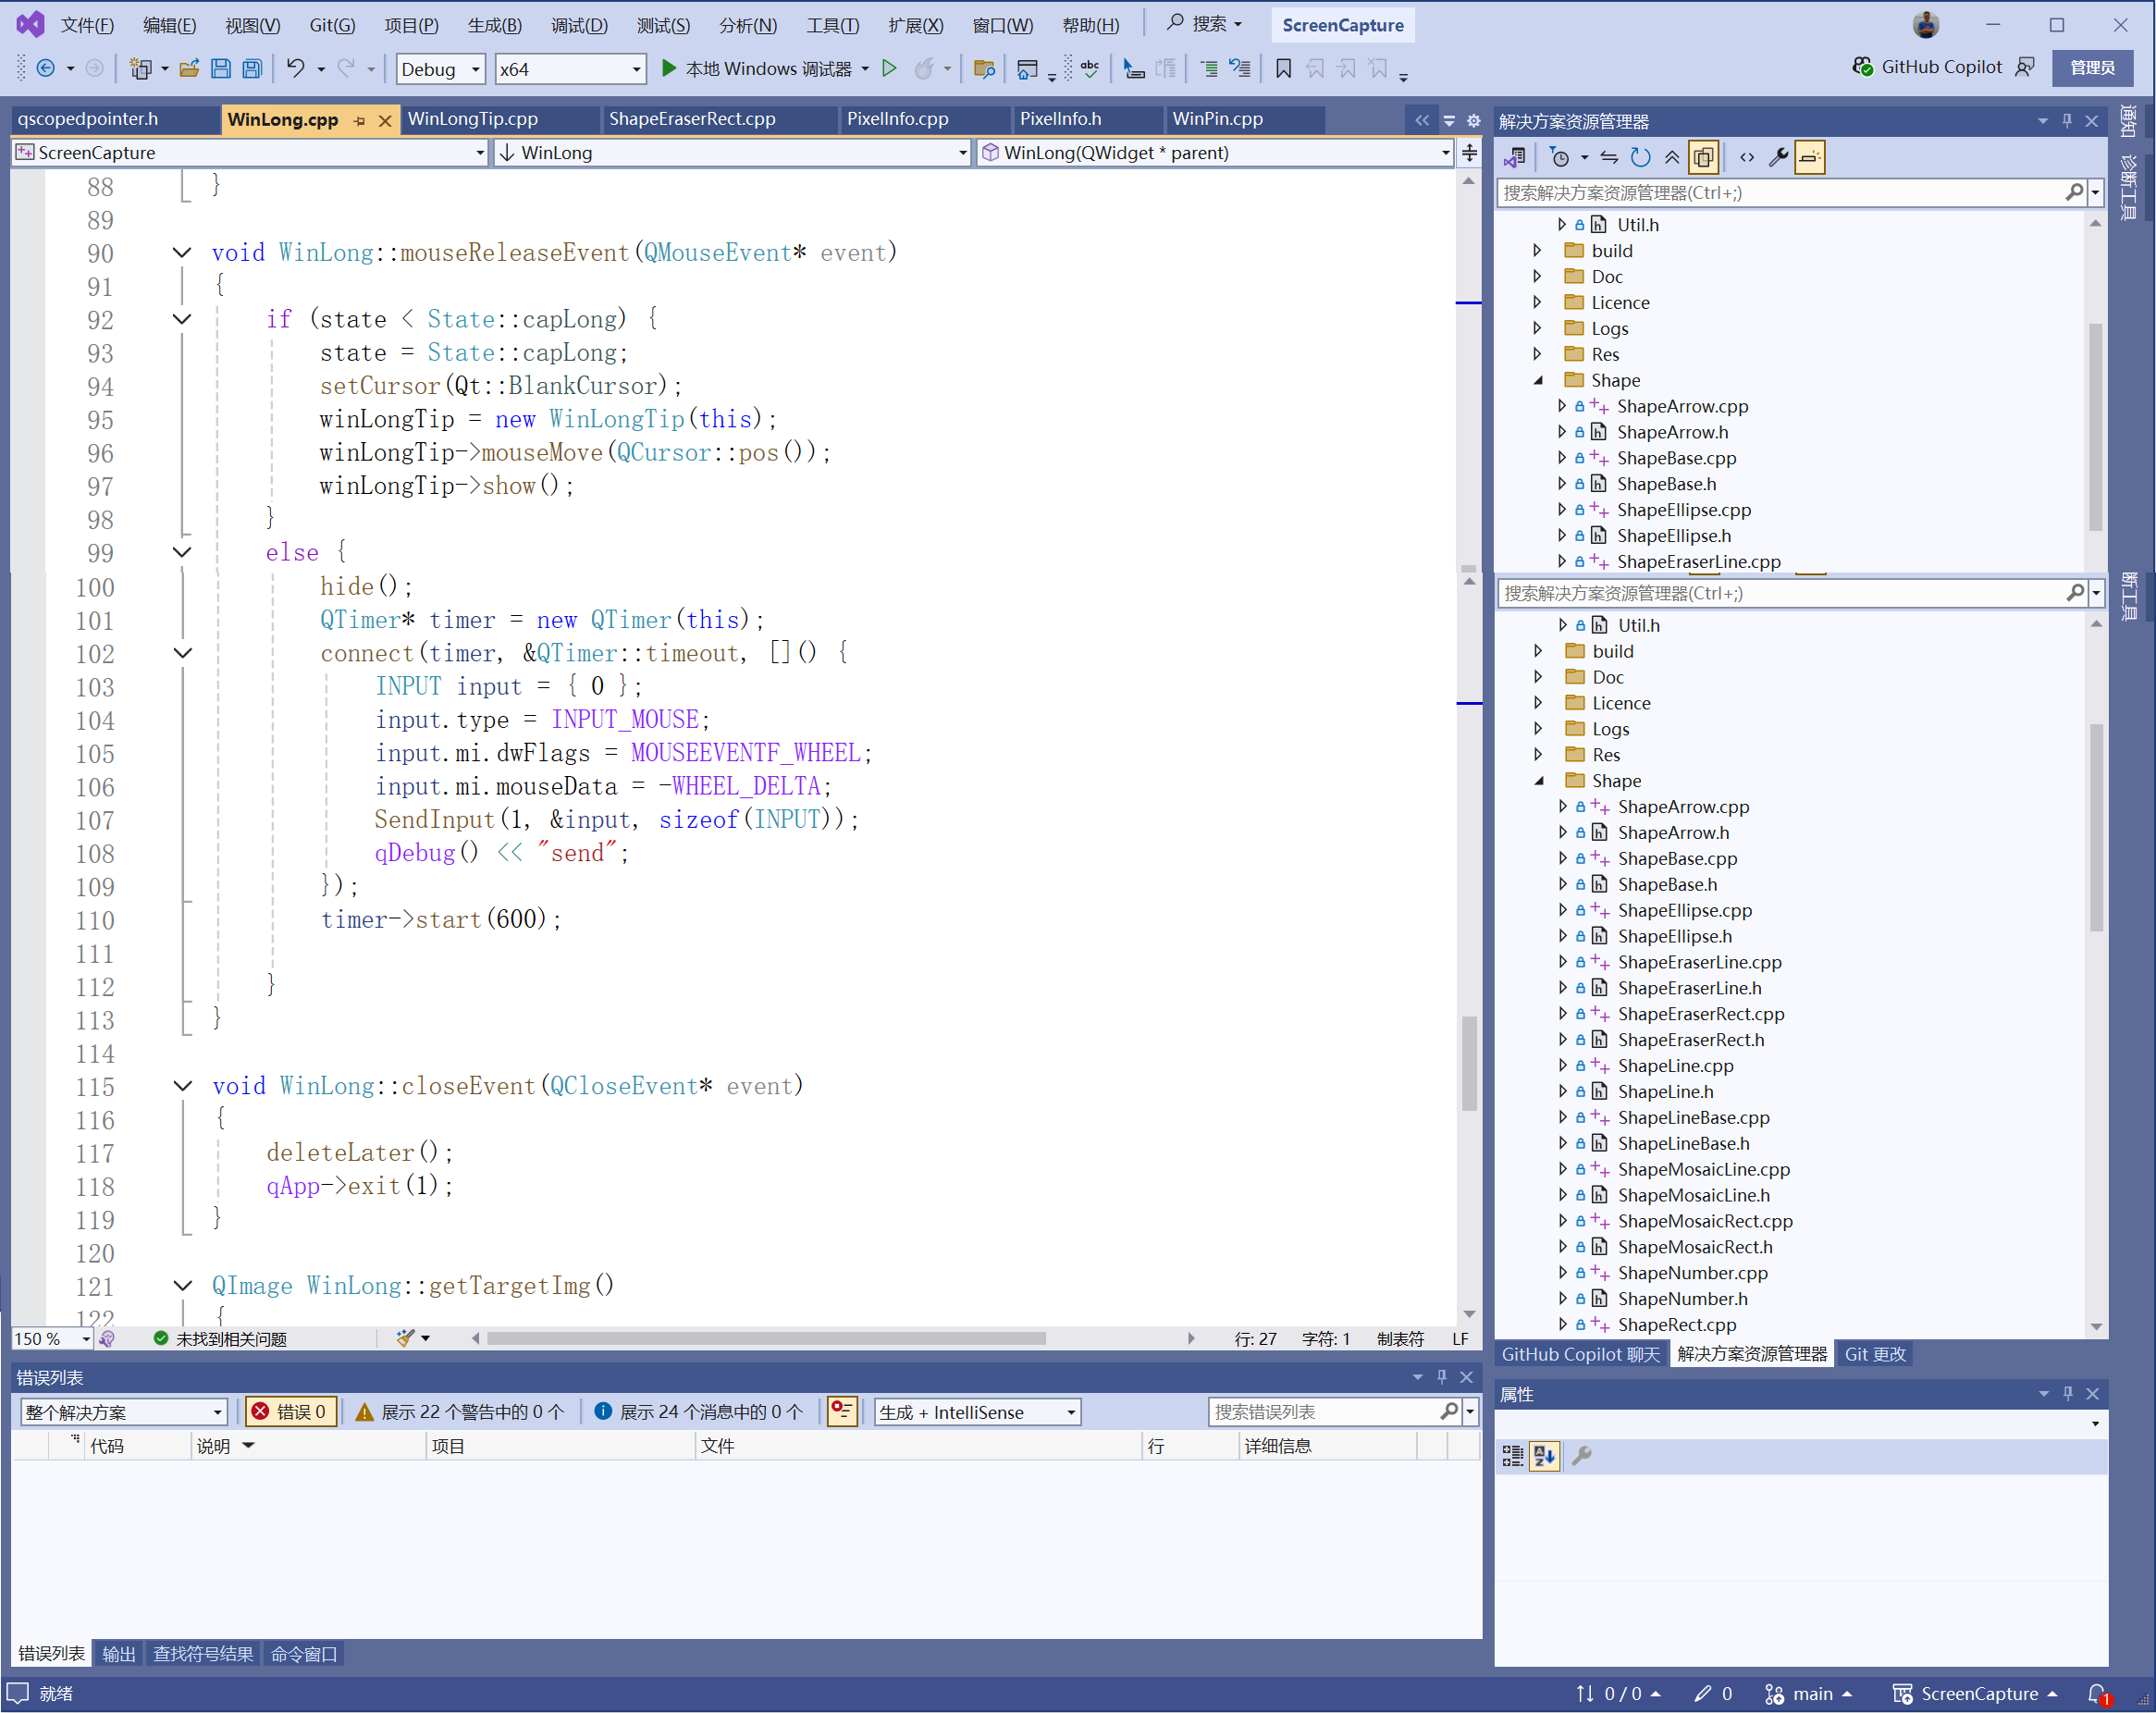 文件(F) 编辑(E) 视图(V) Git(G) 项目(P) 生成(B) 调试(D) 测试(S) 分析(N) 工具(T) 扩展(X) 窗口(W) 帮助(H) 搜索 ScreenCapture
Debug x64 本地 Windows 调试器 abc GitHub Copilot 管理员
qscopedpointer.h WinLong.cpp WinLongTip.cpp ShapeEraserRect.cpp PixelInfo.cpp PixelInfo.h WinPin.cpp
ScreenCapture WinLong WinLong(QWidget * parent)
88 }
89
90 void WinLong::mouseReleaseEvent(QMouseEvent* event)
91 {
92 if (state < State::capLong) {
93 state = State::capLong;
94 setCursor(Qt::BlankCursor);
95 winLongTip = new WinLongTip(this);
96 winLongTip->mouseMove(QCursor::pos());
97 winLongTip->show();
98 }
99 else {
100 hide();
101 QTimer* timer = new QTimer(this);
102 connect(timer, &QTimer::timeout, []() {
103 INPUT input = { 0 };
104 input.type = INPUT_MOUSE;
105 input.mi.dwFlags = MOUSEEVENTF_WHEEL;
106 input.mi.mouseData = -WHEEL_DELTA;
107 SendInput(1, &input, sizeof(INPUT));
108 qDebug() << "send";
109 });
110 timer->start(600);
111
112 }
113 }
114
115 void WinLong::closeEvent(QCloseEvent* event)
116 {
117 deleteLater();
118 qApp->exit(1);
119 }
120
121 QImage WinLong::getTargetImg()
122 {
150 % 未找到相关问题 行: 27 字符: 1 制表符 LF
解决方案资源管理器
搜索解决方案资源管理器(Ctrl+;)
Util.h
build
Doc
Licence
Logs
Res
Shape
ShapeArrow.cpp
ShapeArrow.h
ShapeBase.cpp
ShapeBase.h
ShapeEllipse.cpp
ShapeEllipse.h
ShapeEraserLine.cpp
搜索解决方案资源管理器(Ctrl+;)
Util.h
build
Doc
Licence
Logs
Res
Shape
ShapeArrow.cpp
ShapeArrow.h
ShapeBase.cpp
ShapeBase.h
ShapeEllipse.cpp
ShapeEllipse.h
ShapeEraserLine.cpp
ShapeEraserLine.h
ShapeEraserRect.cpp
ShapeEraserRect.h
ShapeLine.cpp
ShapeLine.h
ShapeLineBase.cpp
ShapeLineBase.h
ShapeMosaicLine.cpp
ShapeMosaicLine.h
ShapeMosaicRect.cpp
ShapeMosaicRect.h
ShapeNumber.cpp
ShapeNumber.h
ShapeRect.cpp
GitHub Copilot 聊天 解决方案资源管理器 Git 更改
通知
诊断工具
断工具
错误列表
整个解决方案 错误 0 展示 22 个警告中的 0 个 展示 24 个消息中的 0 个 生成 + IntelliSense 搜索错误列表
代码 说明 项目 文件 行 详细信息
错误列表 输出 查找符号结果 命令窗口
属性
就绪 0 / 0 0 main ScreenCapture 1